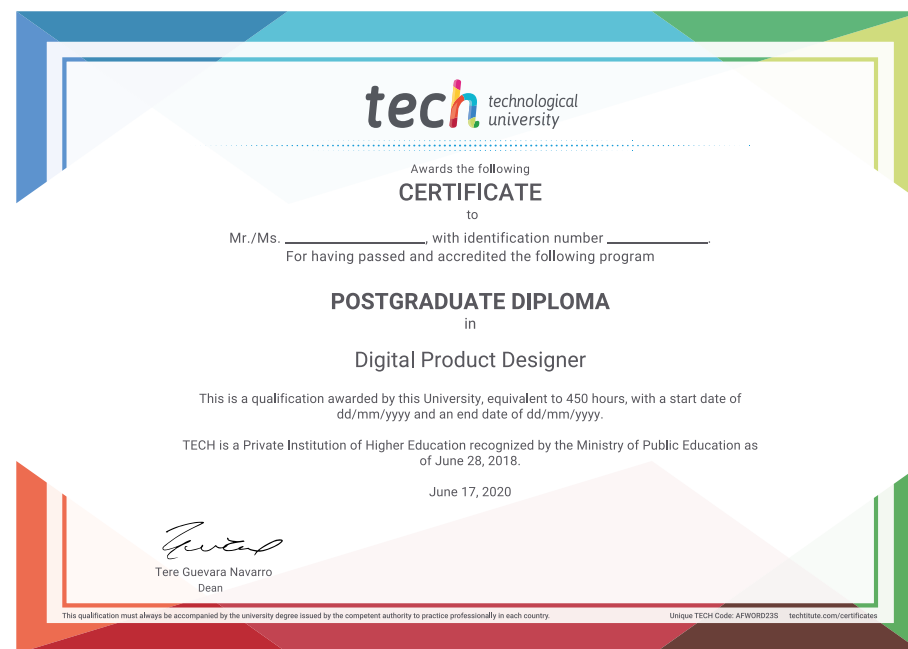 tech technological
university
Awards the following
CERTIFICATE
to
Mr./Ms. ____________________, with identification number ______________.
For having passed and accredited the following program
POSTGRADUATE DIPLOMA
in
Digital Product Designer
This is a qualification awarded by this University, equivalent to 450 hours, with a start date of
dd/mm/yyyy and an end date of dd/mm/yyyy.
TECH is a Private Institution of Higher Education recognized by the Ministry of Public Education as
of June 28, 2018.
June 17, 2020
Tere Guevara Navarro
Dean
This qualification must always be accompanied by the university degree issued by the competent authority to practice professionally in each country. Unique TECH Code: AFWORD23S techtitute.com/certificates